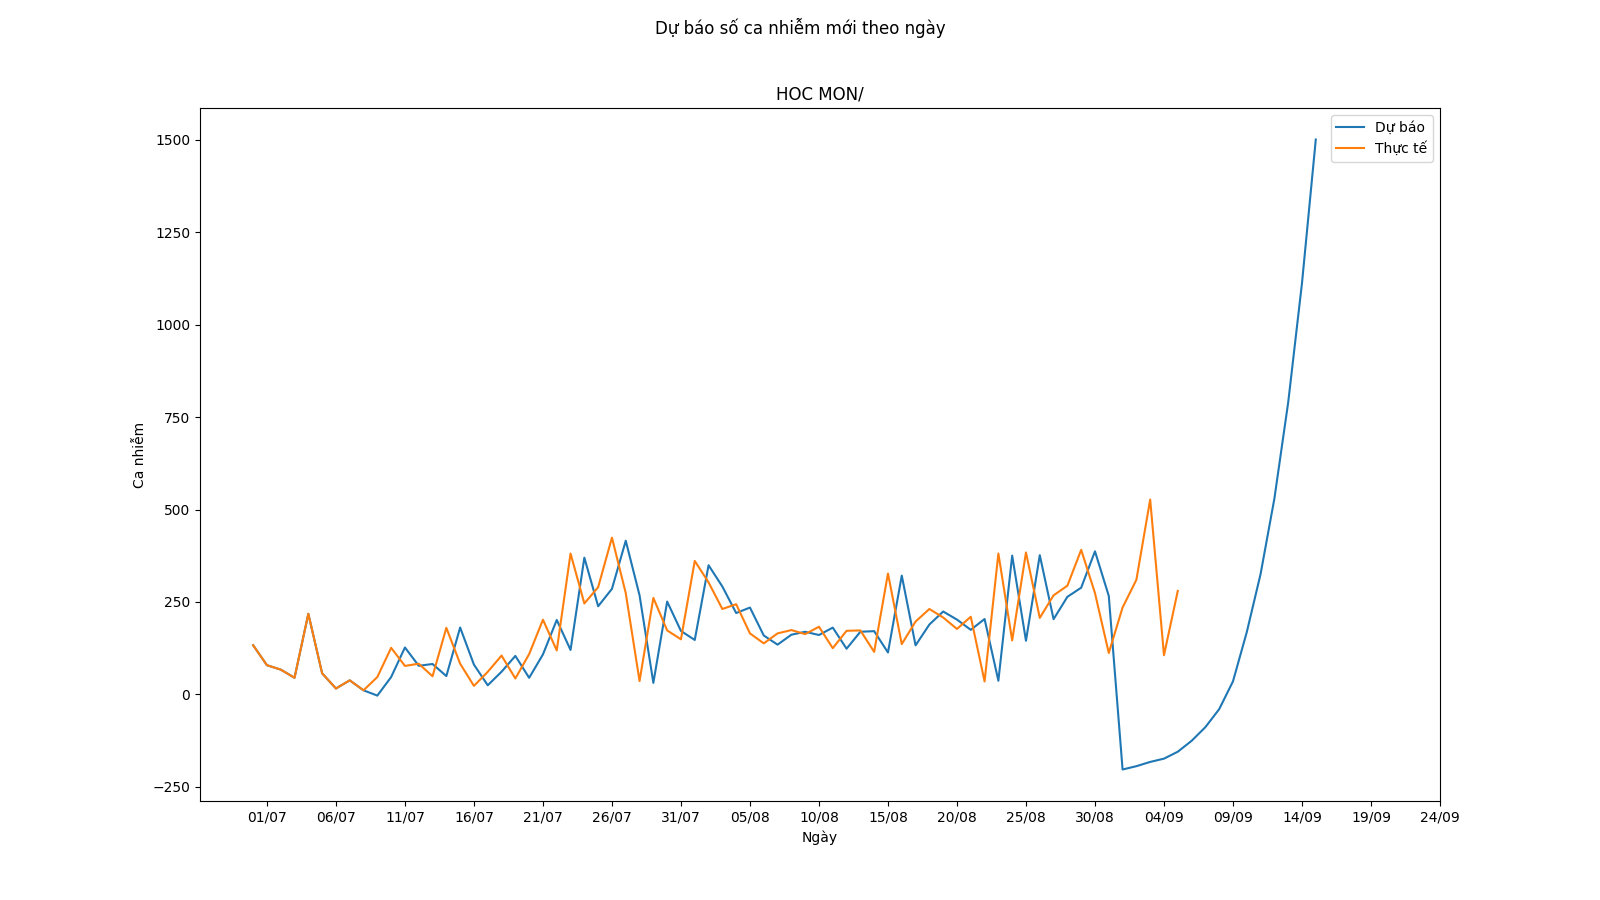 Dự báo số ca nhiễm mới theo ngày
HOC MON/
Dự báo
Thực tế
1500
1250
1000
750
500
250
0
−250
Ca nhiễm
01/07 06/07 11/07 16/07 21/07 26/07 31/07 05/08 10/08 15/08 20/08 25/08 30/08 04/09 09/09 14/09 19/09 24/09
Ngày